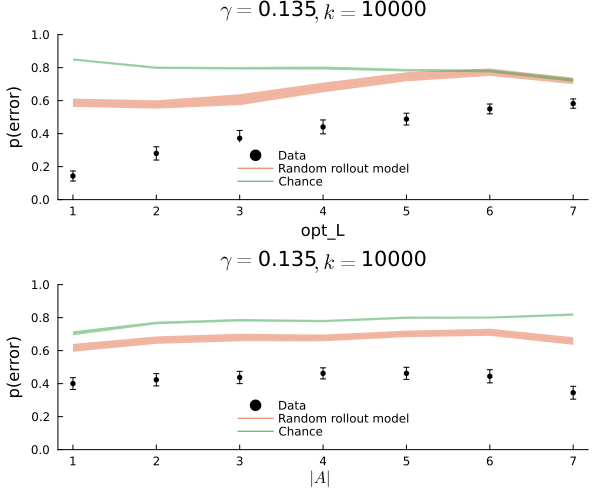 γ = 0.135, k = 10000
1.0
0.8
0.6
0.4
0.2
0.0
p(error)
Data
Random rollout model
Chance
1 2 3 4 5 6 7
opt_L
γ = 0.135, k = 10000
1.0
0.8
0.6
0.4
0.2
0.0
p(error)
Data
Random rollout model
Chance
1 2 3 4 5 6 7
|A|